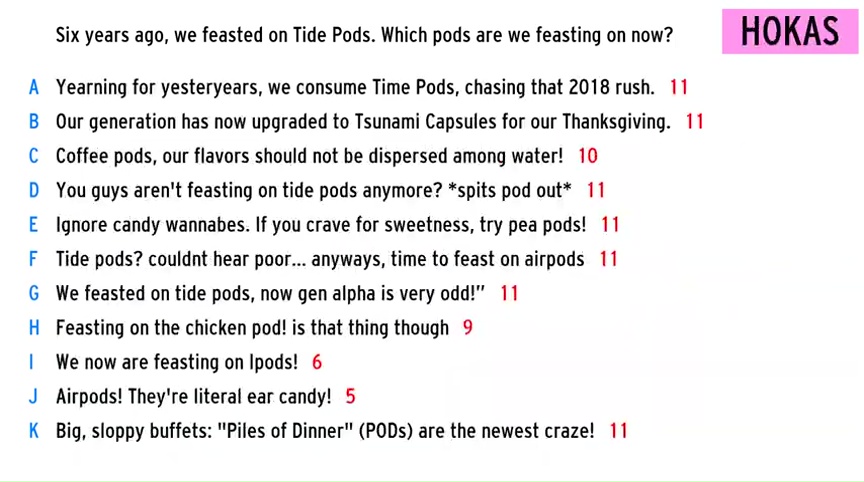 Six years ago, we feasted on Tide Pods. Which pods are we feasting on now?
HOKAS
A Yearning for yesteryears, we consume Time Pods, chasing that 2018 rush. 11
B Our generation has now upgraded to Tsunami Capsules for our Thanksgiving. 11
C Coffee pods, our flavors should not be dispersed among water! 10
D You guys aren't feasting on tide pods anymore? *spits pod out* 11
E Ignore candy wannabes. If you crave for sweetness, try pea pods! 11
F Tide pods? couldnt hear poor... anyways, time to feast on airpods 11
G We feasted on tide pods, now gen alpha is very odd!” 11
H Feasting on the chicken pod! is that thing though 9
I We now are feasting on Ipods! 6
J Airpods! They're literal ear candy! 5
K Big, sloppy buffets: "Piles of Dinner" (PODs) are the newest craze! 11